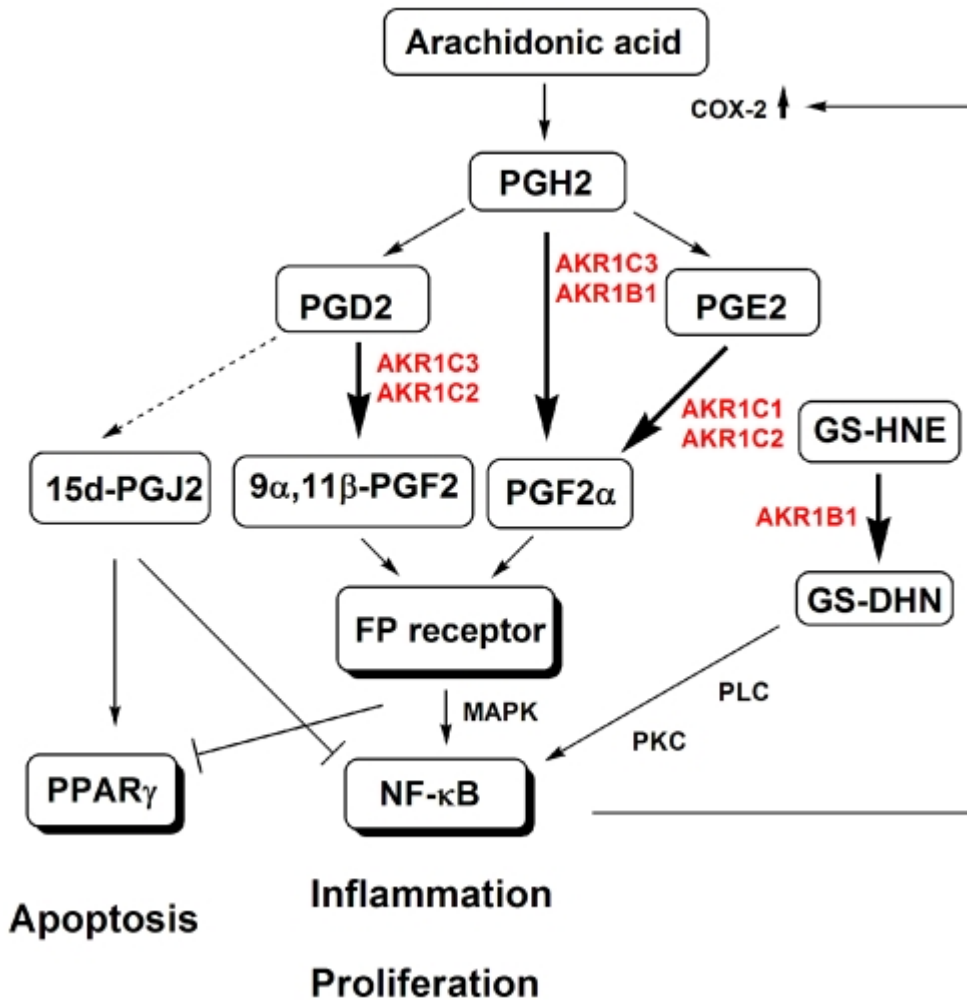 Arachidonic acid
COX-2
PGH2
AKR1C3
AKR1B1
PGD2
PGE2
AKR1C3
AKR1C2
AKR1C1
AKR1C2
GS-HNE
15d-PGJ2
9α,11β-PGF2
PGF2α
AKR1B1
GS-DHN
FP receptor
MAPK
PLC
PKC
PPARγ
NF-κB
Inflammation
Apoptosis
Proliferation